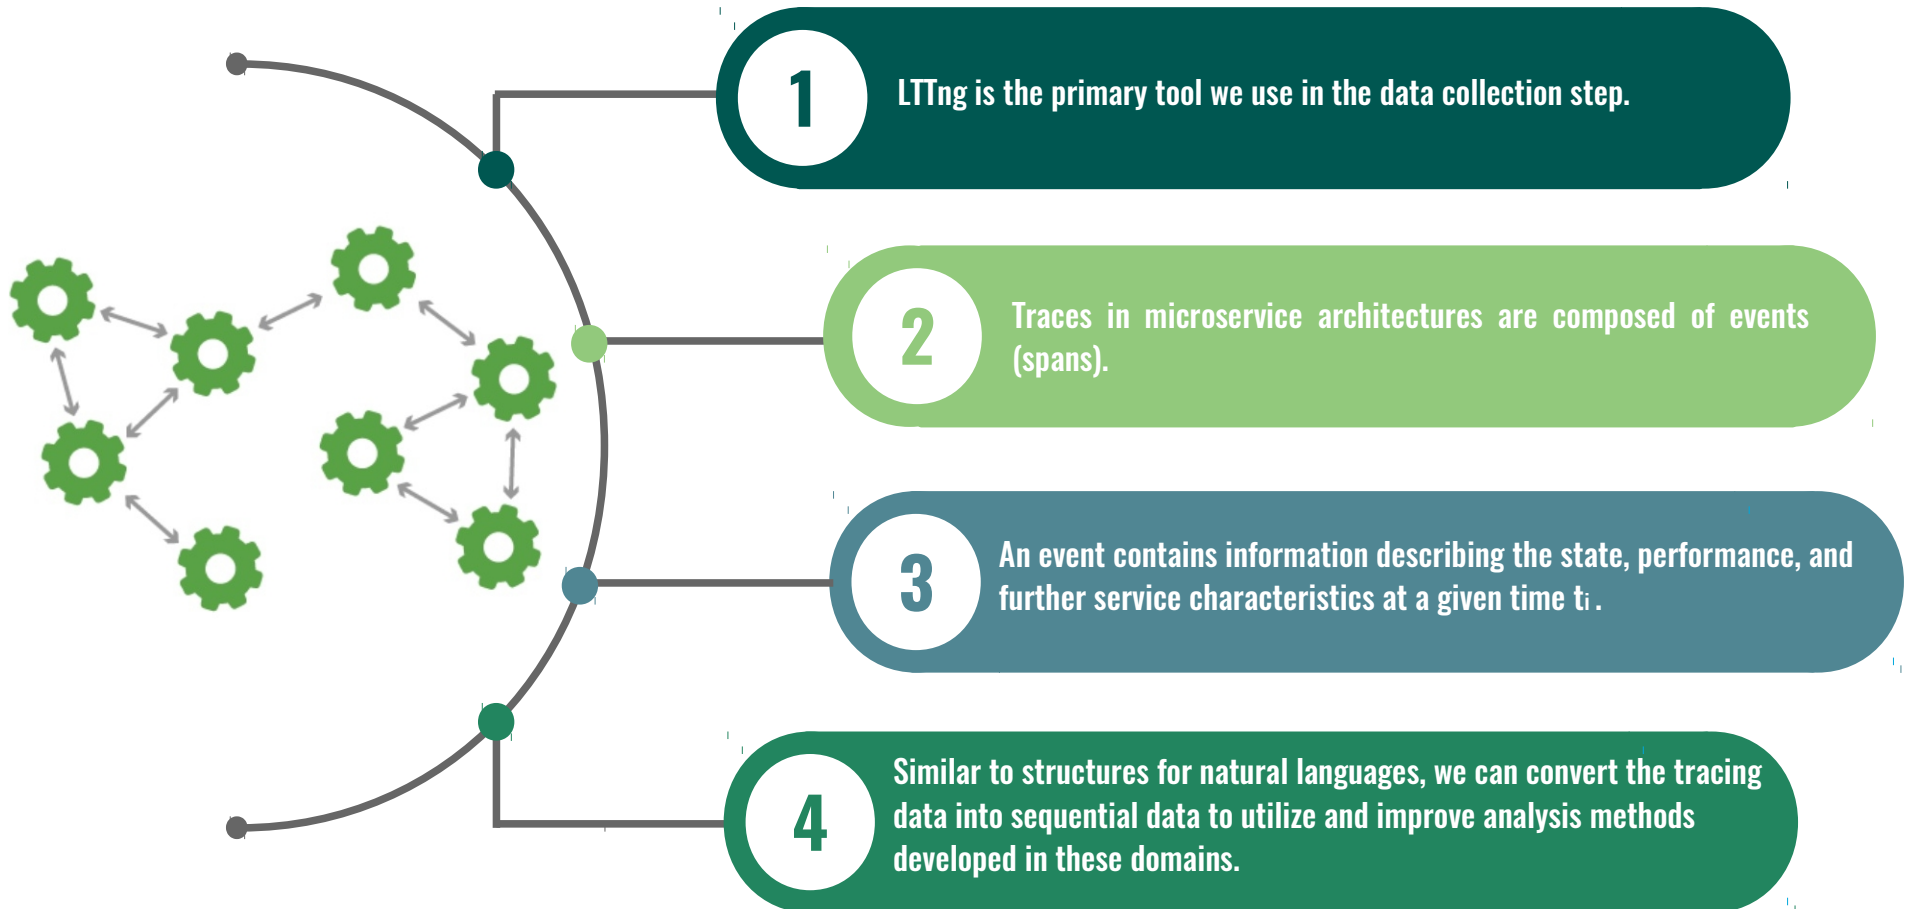 1
LTTng is the primary tool we use in the data collection step.
2
Traces in microservice architectures are composed of events
(spans).
3
An event contains information describing the state, performance, and
further service characteristics at a given time ti .
4
Similar to structures for natural languages, we can convert the tracing
data into sequential data to utilize and improve analysis methods
developed in these domains.